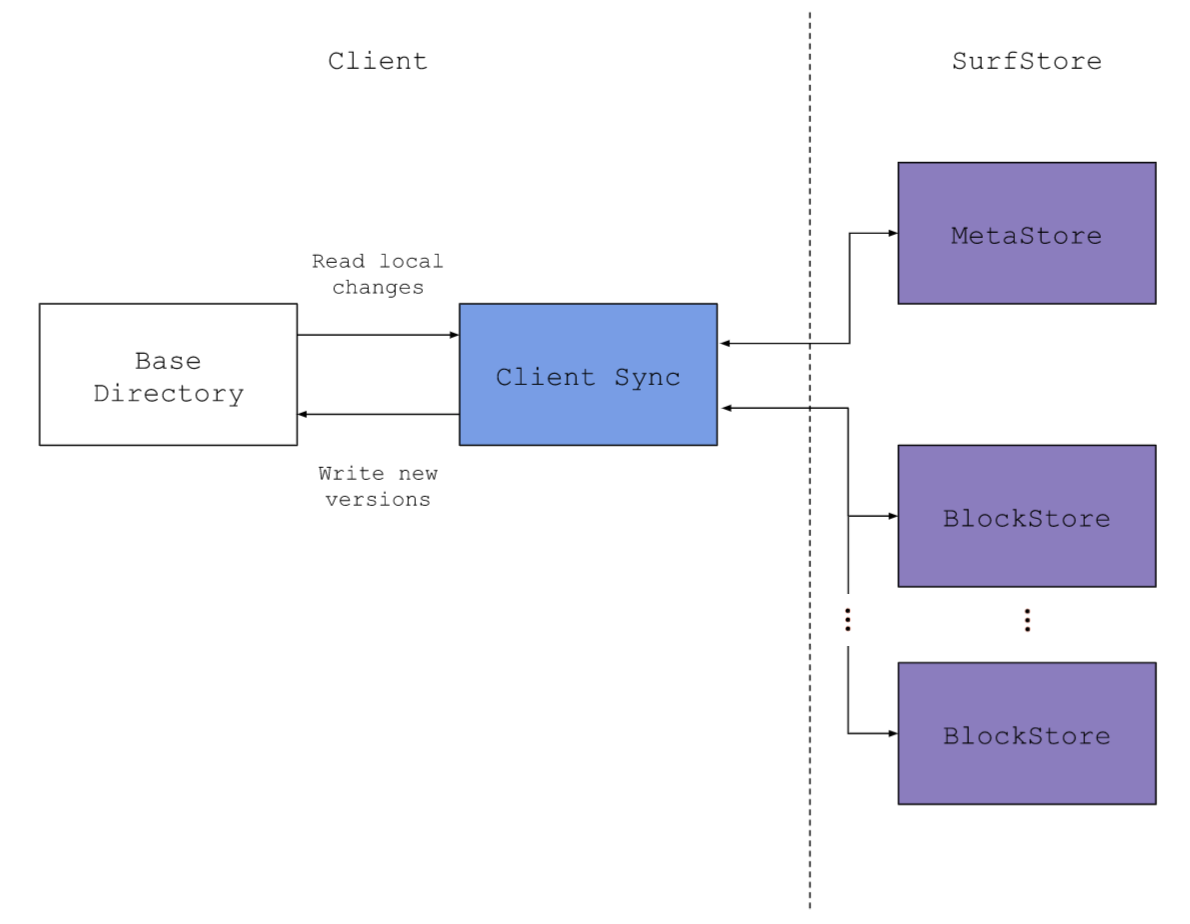 Client
SurfStore
MetaStore
Read local
changes
Base
Directory
Client Sync
Write new
versions
BlockStore
BlockStore